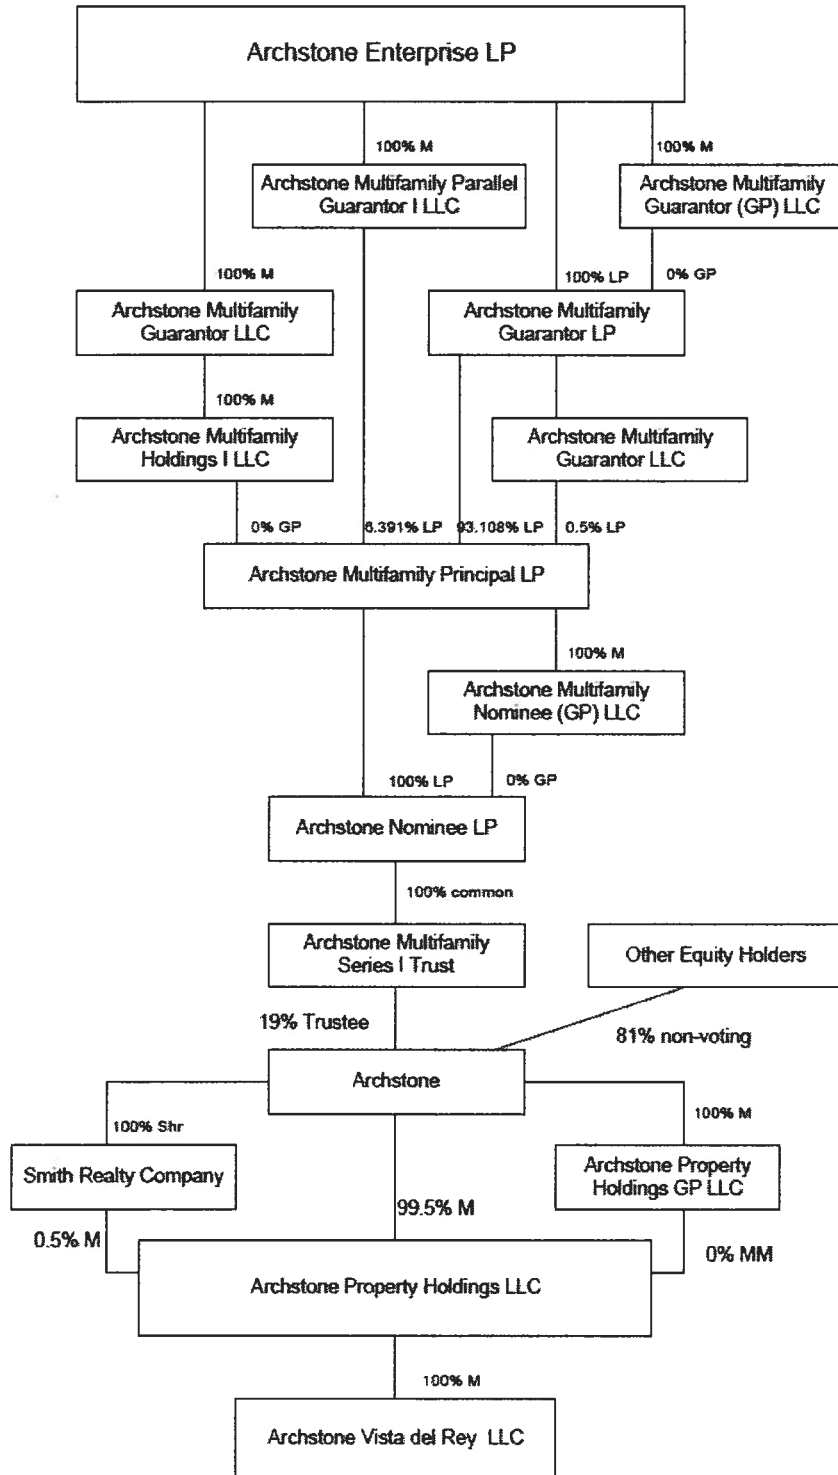 Archstone Enterprise LP
100% M
100% M
Archstone Multifamily Parallel
Guarantor I LLC
Archstone Multifamily
Guarantor (GP) LLC
100% M
100% LP
0% GP
Archstone Multifamily
Guarantor LLC
Archstone Multifamily
Guarantor LP
100% M
Archstone Multifamily
Holdings I LLC
Archstone Multifamily
Guarantor LLC
0% GP
6.391% LP
93.108% LP
0.5% LP
Archstone Multifamily Principal LP
100% M
Archstone Multifamily
Nominee (GP) LLC
100% LP
0% GP
Archstone Nominee LP
100% common
Archstone Multifamily
Series I Trust
Other Equity Holders
19% Trustee
81% non-voting
Archstone
100% Shr
100% M
Smith Realty Company
Archstone Property
Holdings GP LLC
99.5% M
0.5% M
0% MM
Archstone Property Holdings LLC
100% M
Archstone Vista del Rey LLC